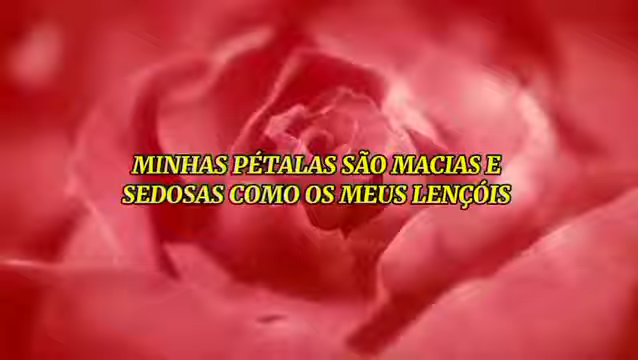 MINHAS PÉTALAS SÃO MACIAS E
SEDOSAS COMO OS MEUS LENÇÓIS